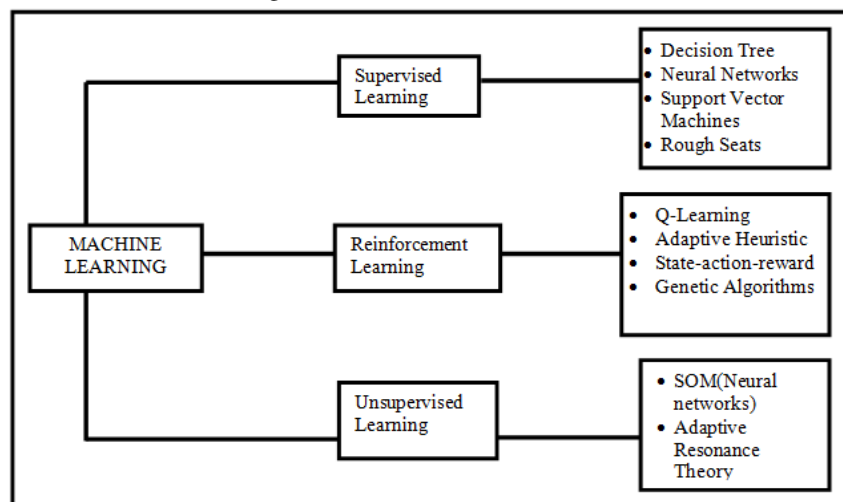 Supervised
Learning
• Decision Tree
• Neural Networks
• Support Vector
Machines
• Rough Seats
MACHINE
LEARNING
Reinforcement
Learning
• Q-Learning
• Adaptive Heuristic
• State-action-reward
• Genetic Algorithms
Unsupervised
Learning
• SOM(Neural
networks)
• Adaptive
Resonance
Theory